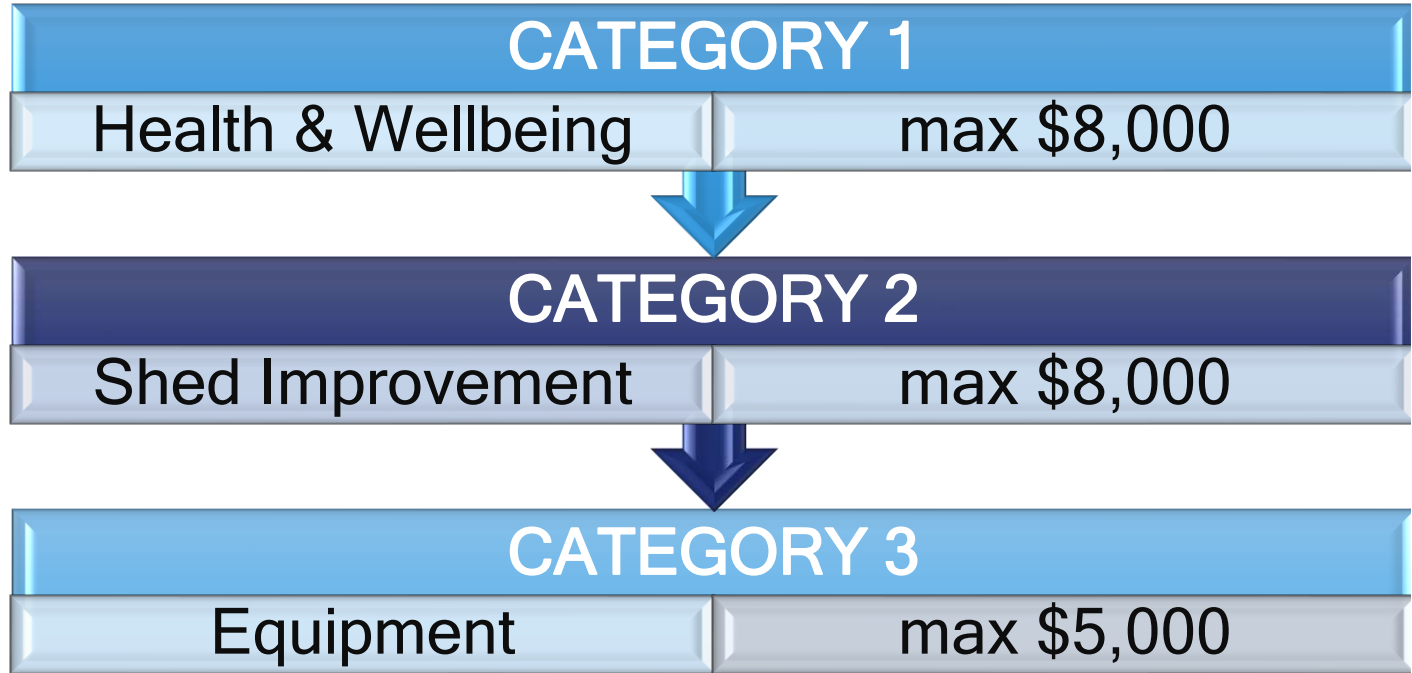 CATEGORY 1
Health & Wellbeing max $8,000
CATEGORY 2
Shed Improvement max $8,000
CATEGORY 3
Equipment max $5,000